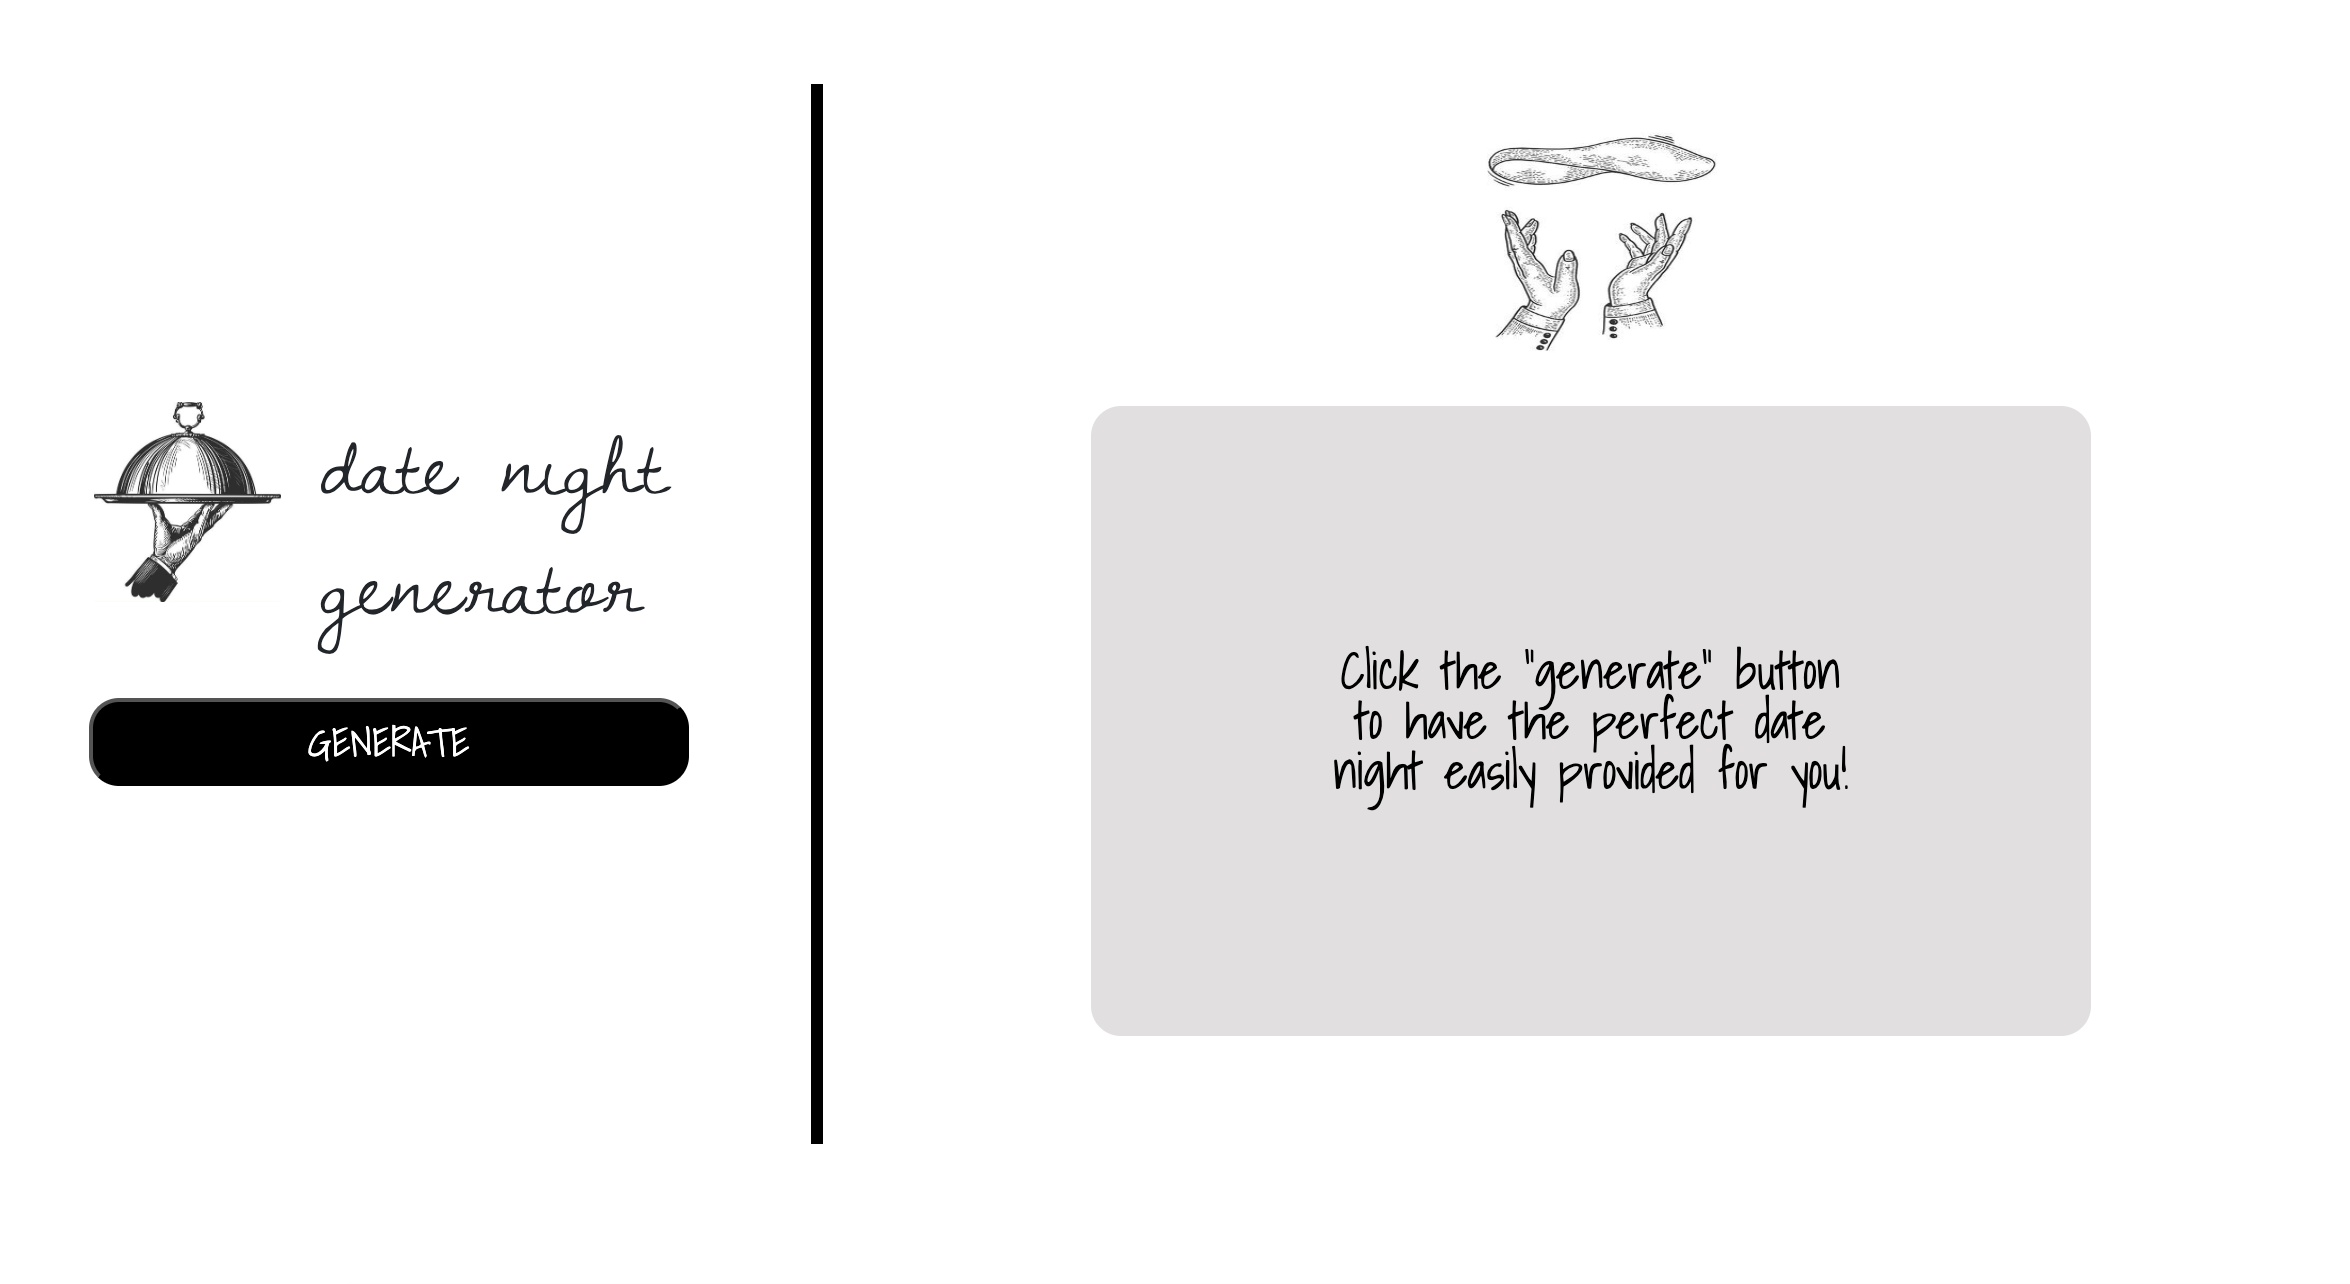 date night
generator
GENERATE
Click the "generate" button
to have the perfect date
night easily provided for you!